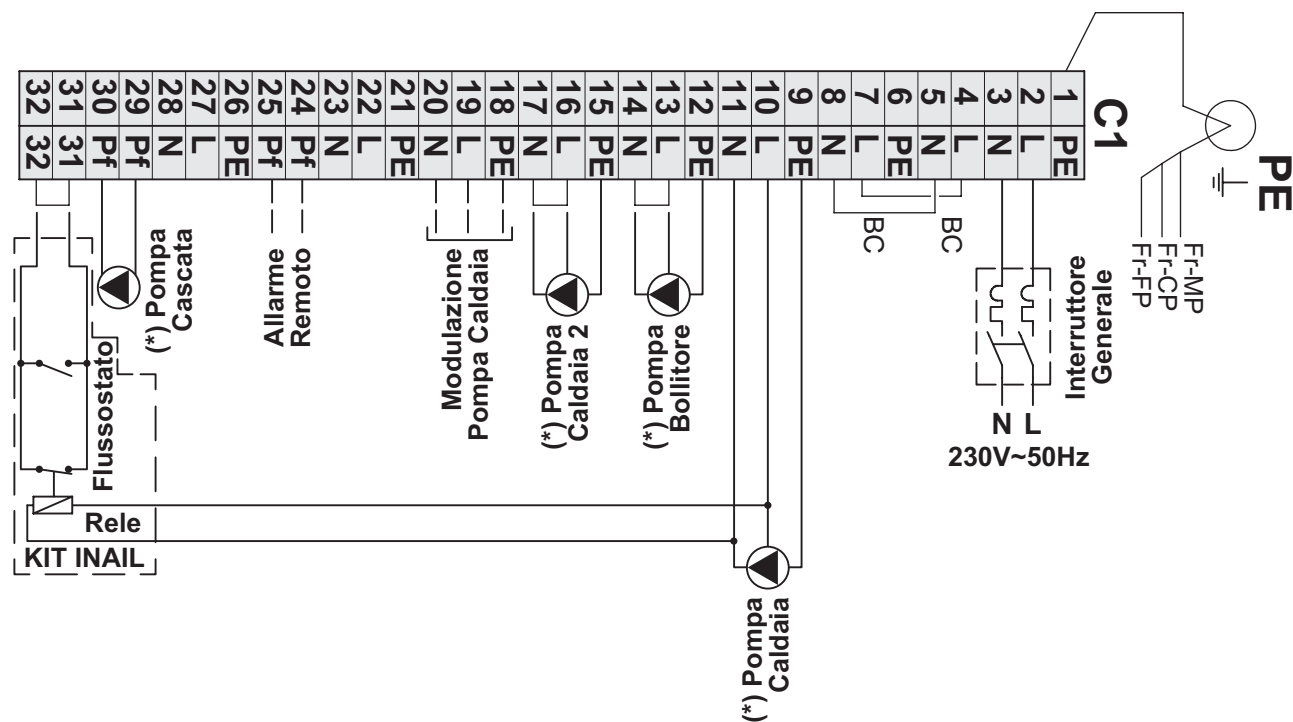 C1
PE
32 31 30 29 28 27 26 25 24 23 22 21 20 19 18 17 16 15 14 13 12 11 10 9 8 7 6 5 4 3 2 1
32 31 Pf Pf N L PE Pf Pf N L PE N L PE N L PE N L PE N L PE N L PE N L N L PE
Fr-MP
Fr-CP
Fr-FP
BC
BC
Interruttore
Generale
N L
230V~50Hz
(*) Pompa
Cascata
Allarme
Remoto
Modulazione
Pompa Caldaia
(*) Pompa
Caldaia 2
(*) Pompa
Bollitore
Flussostato
Rele
KIT INAIL
(*) Pompa
Caldaia